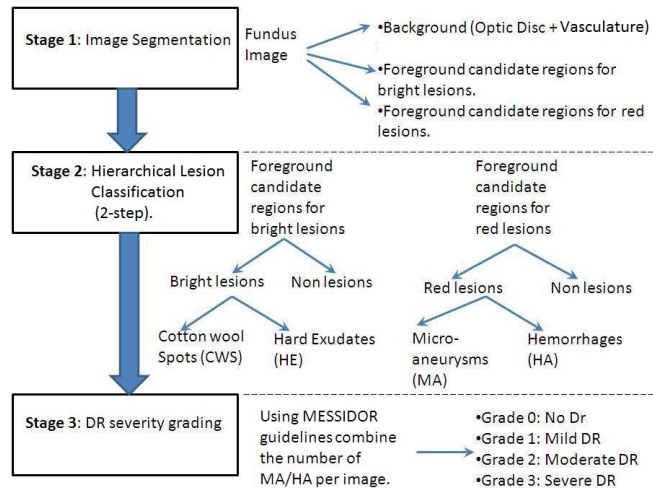 Stage 1: Image Segmentation
Fundus
Image
•Background (Optic Disc + Vasculature)
•Foreground candidate regions for
bright lesions.
•Foreground candidate regions for red
lesions.
Stage 2: Hierarchical Lesion
Classification
(2-step).
Foreground
candidate
regions for
bright lesions
Foreground
candidate
regions for
red lesions
Bright lesions
Non lesions
Red lesions
Non lesions
Cotton wool
Spots (CWS)
Hard Exudates
(HE)
Micro-
aneurysms
(MA)
Hemorrhages
(HA)
Stage 3: DR severity grading
Using MESSIDOR
guidelines combine
the number of
MA/HA per image.
•Grade 0: No Dr
•Grade 1: Mild DR
•Grade 2: Moderate DR
•Grade 3: Severe DR